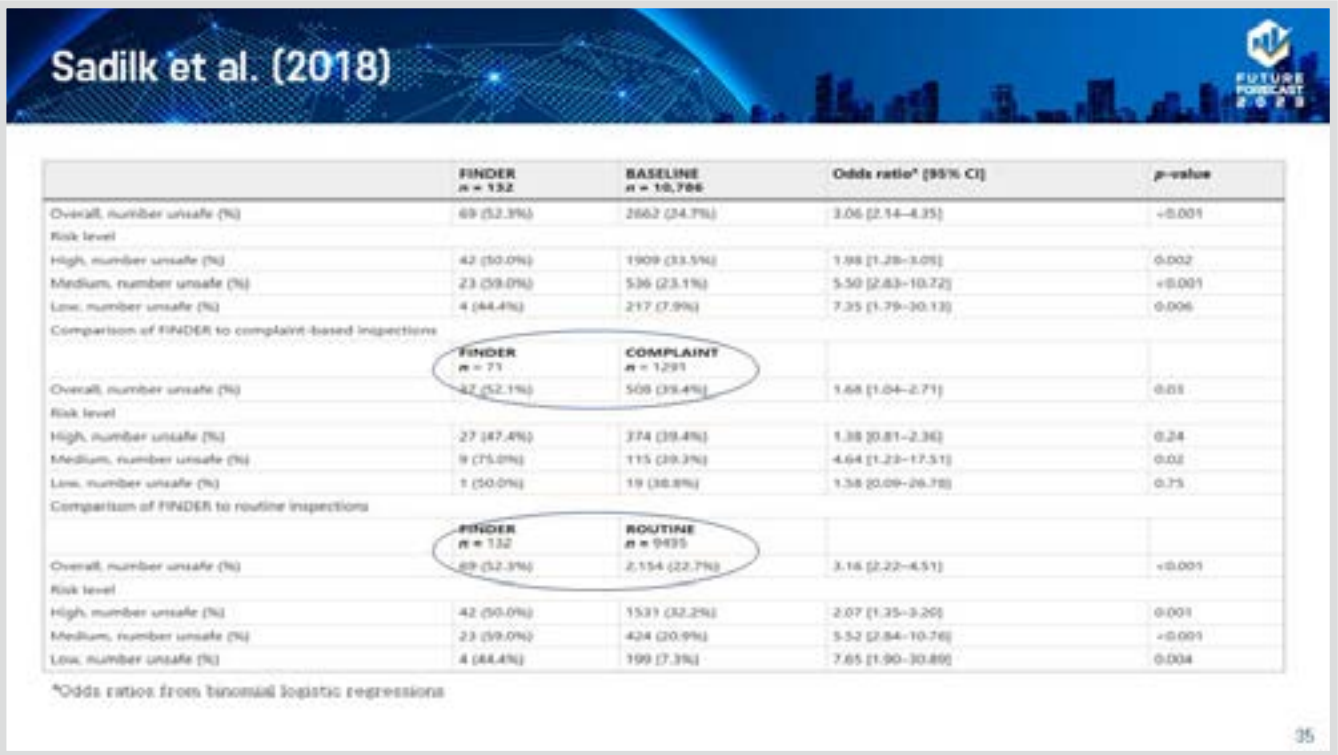 Sadilk et al. (2018)
FUTURE
FORECAST
2023
FINDER BASELINE Odds ratioª [95% CI] p-value
n = 132 n = 10,786
Overall, number unsafe (%) 69 (52.3%) 2662 (24.7%) 3.06 [2.14–4.35] <0.001
Risk level
High, number unsafe (%) 42 (50.0%) 1909 (33.5%) 1.98 [1.28–3.05] 0.002
Medium, number unsafe (%) 23 (59.0%) 536 (23.1%) 5.50 [2.83–10.72] <0.001
Low, number unsafe (%) 4 (44.4%) 217 (7.9%) 7.35 [1.79–30.13] 0.006
Comparison of FINDER to complaint-based inspections
FINDER COMPLAINT
n = 71 n = 1291
Overall, number unsafe (%) 37 (52.1%) 508 (39.4%) 1.68 [1.04–2.71] 0.03
Risk level
High, number unsafe (%) 27 (47.4%) 374 (39.4%) 1.38 [0.81–2.36] 0.24
Medium, number unsafe (%) 9 (75.0%) 115 (39.3%) 4.64 [1.23–17.51] 0.02
Low, number unsafe (%) 1 (50.0%) 19 (38.8%) 1.58 [0.09–26.78] 0.75
Comparison of FINDER to routine inspections
FINDER ROUTINE
n = 132 n = 9495
Overall, number unsafe (%) 69 (52.3%) 2,154 (22.7%) 3.16 [2.22–4.51] <0.001
Risk level
High, number unsafe (%) 42 (50.0%) 1531 (32.2%) 2.07 [1.35–3.20] 0.001
Medium, number unsafe (%) 23 (59.0%) 424 (20.9%) 5.52 [2.84–10.76] <0.001
Low, number unsafe (%) 4 (44.4%) 199 (7.3%) 7.65 [1.90–30.89] 0.004
ªOdds ratios from binomial logistic regressions
35